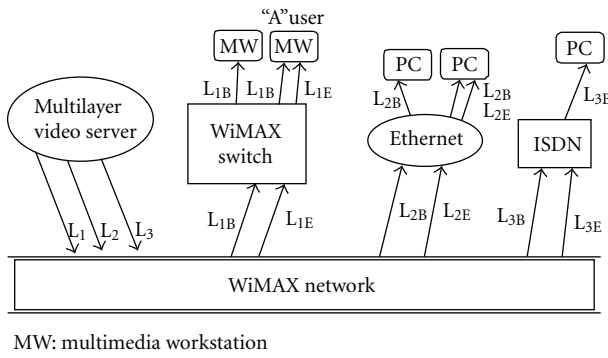 "A"user
MW MW
PC PC
PC
L1B L1B L1E
L2B L2B
L2E
L3E
Multilayer
video server
WiMAX
switch
Ethernet
ISDN
L1 L2 L3
L1B L1E
L2B L2E
L3B L3E
WiMAX network
MW: multimedia workstation